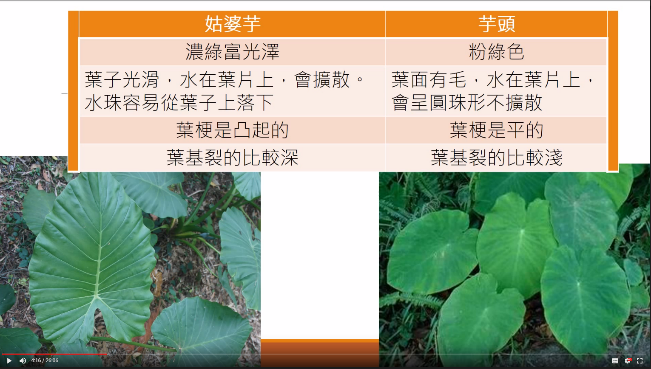 姑婆芋 芋頭
濃綠富光澤 粉綠色
葉子光滑，水在葉片上，會擴散。
水珠容易從葉子上落下
葉面有毛，水在葉片上，
會呈圓珠形不擴散
葉梗是凸起的 葉梗是平的
葉基裂的比較深 葉基裂的比較淺
4:16 / 26:06